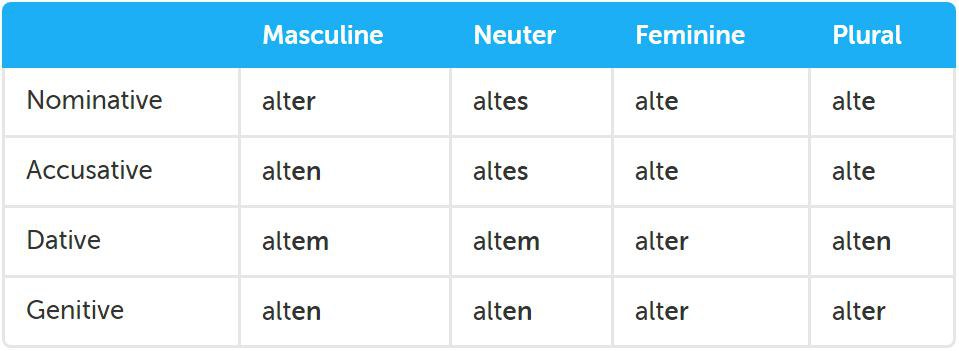 Masculine Neuter Feminine Plural
Nominative alter altes alte alte
Accusative alten altes alte alte
Dative altem altem alter alten
Genitive alten alten alter alter